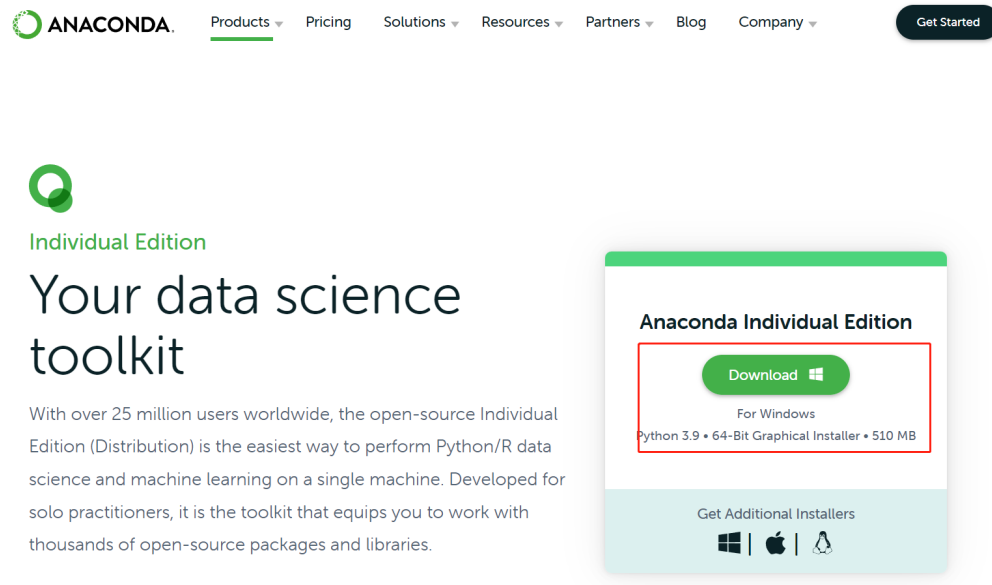 ANACONDA.
Products
Pricing
Solutions
Resources
Partners
Blog
Company
Get Started
Individual Edition
Your data science
toolkit
With over 25 million users worldwide, the open-source Individual
Edition (Distribution) is the easiest way to perform Python/R data
science and machine learning on a single machine. Developed for
solo practitioners, it is the toolkit that equips you to work with
thousands of open-source packages and libraries.
Anaconda Individual Edition
Download
For Windows
Python 3.9 • 64-Bit Graphical Installer • 510 MB
Get Additional Installers